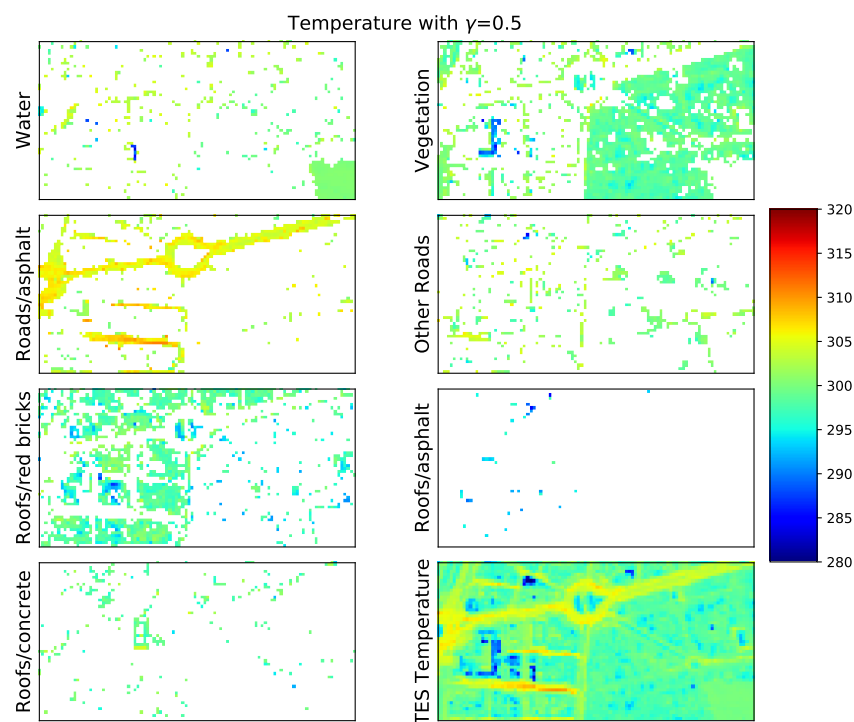 Temperature with γ=0.5
Water
Vegetation
Roads/asphalt
Other Roads
Roofs/red bricks
Roofs/asphalt
Roofs/concrete
TES Temperature
320
315
310
305
300
295
290
285
280